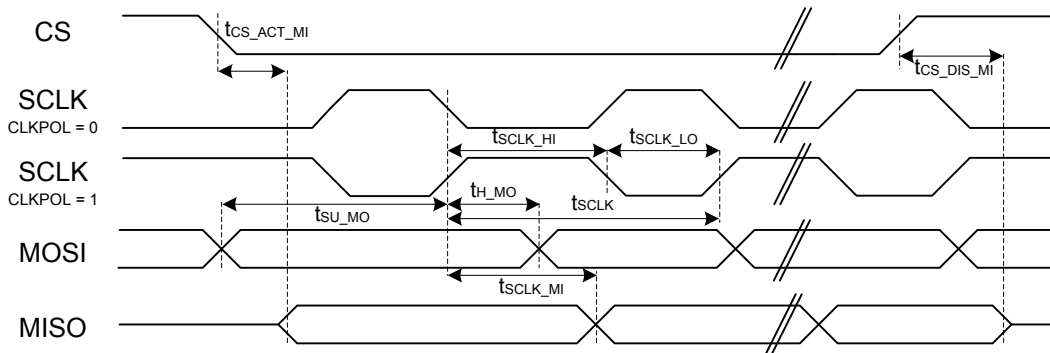 CS
tCS_ACT_MI
tCS_DIS_MI
SCLK
CLKPOL = 0
tSCLK_HI
tSCLK_LO
SCLK
CLKPOL = 1
tSU_MO
tH_MO
tSCLK
MOSI
tSCLK_MI
MISO